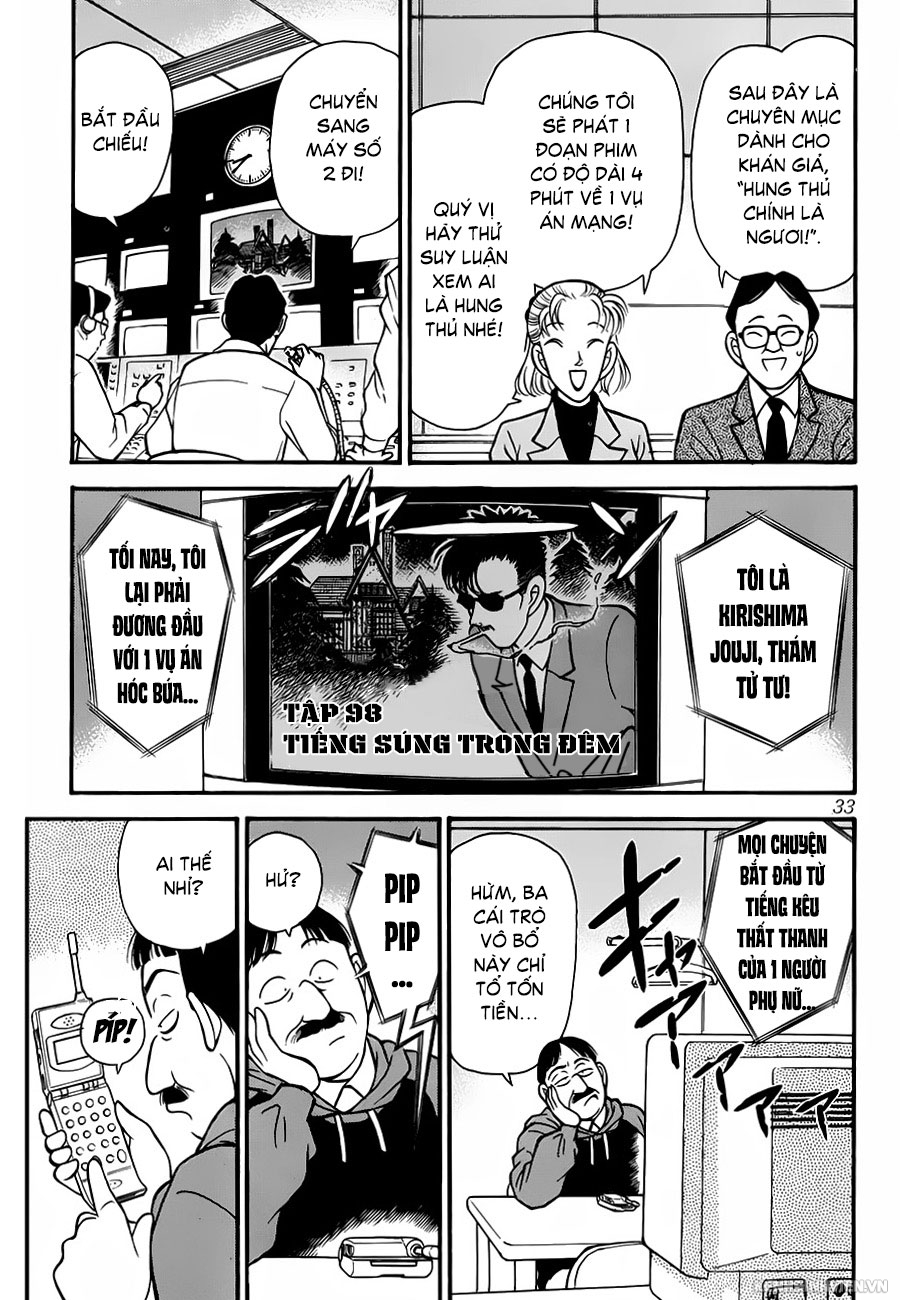 SAU ĐÂY LÀ
CHUYÊN MỤC
DÀNH CHO
KHÁN GIẢ,
"HUNG THỦ
CHÍNH LÀ
NGƯƠI!".
CHÚNG TÔI
SẼ PHÁT 1
ĐOẠN PHIM
CÓ ĐỘ DÀI 4
PHÚT VỀ 1 VỤ
ÁN MẠNG!
QUÝ VỊ
HÃY THỬ
SUY LUẬN
XEM AI
LÀ HUNG
THỦ NHÉ!
CHUYỂN
SANG
MÁY SỐ
2 ĐI!
BẮT ĐẦU
CHIẾU!
TÔI LÀ
KIRISHIMA
JOUJI, THÁM
TỬ TƯ!
TẬP 98
TIẾNG SÚNG TRONG ĐÊM
TỐI NAY, TÔI
LẠI PHẢI
ĐƯƠNG ĐẦU
VỚI 1 VỤ ÁN
HÓC BÚA...
33
MỌI CHUYỆN
BẮT ĐẦU TỪ
TIẾNG KÊU
THẤT THANH
CỦA 1 NGƯỜI
PHỤ NỮ...
キャアアア
HỪM, BA
CÁI TRÒ
VÔ BỔ
NÀY CHỈ
TỔ TỐN
TIỀN...
PIP
PIP
...
HỬ?
AI THẾ
NHỈ?
PÍP!